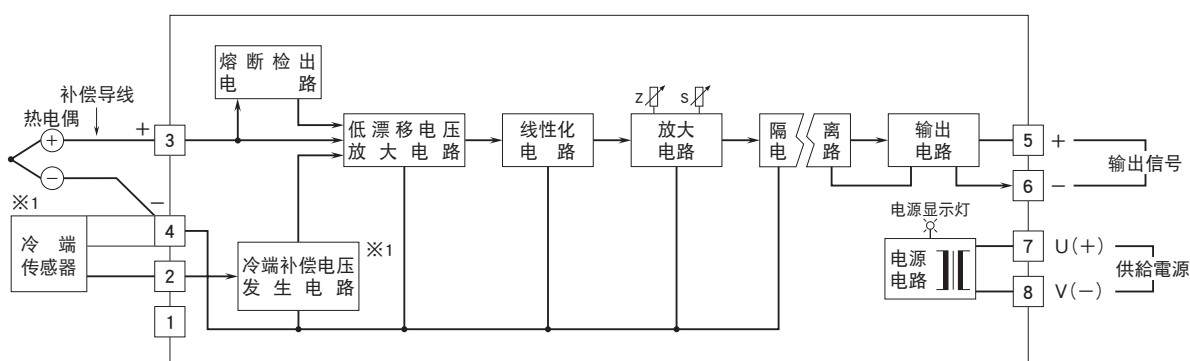 补偿导线
热电偶
+
+
−
−
※1
冷端
传感器
3
4
2
1
熔断检出
电路
低漂移电压
放大电路
※1
冷端补偿电压
发生电路
线性化
电路
Z
S
放大
电路
隔离
电路
输出
电路
电源显示灯
电源
电路
5
+
6
−
输出信号
7
U(+)
8
V(−)
供給電源